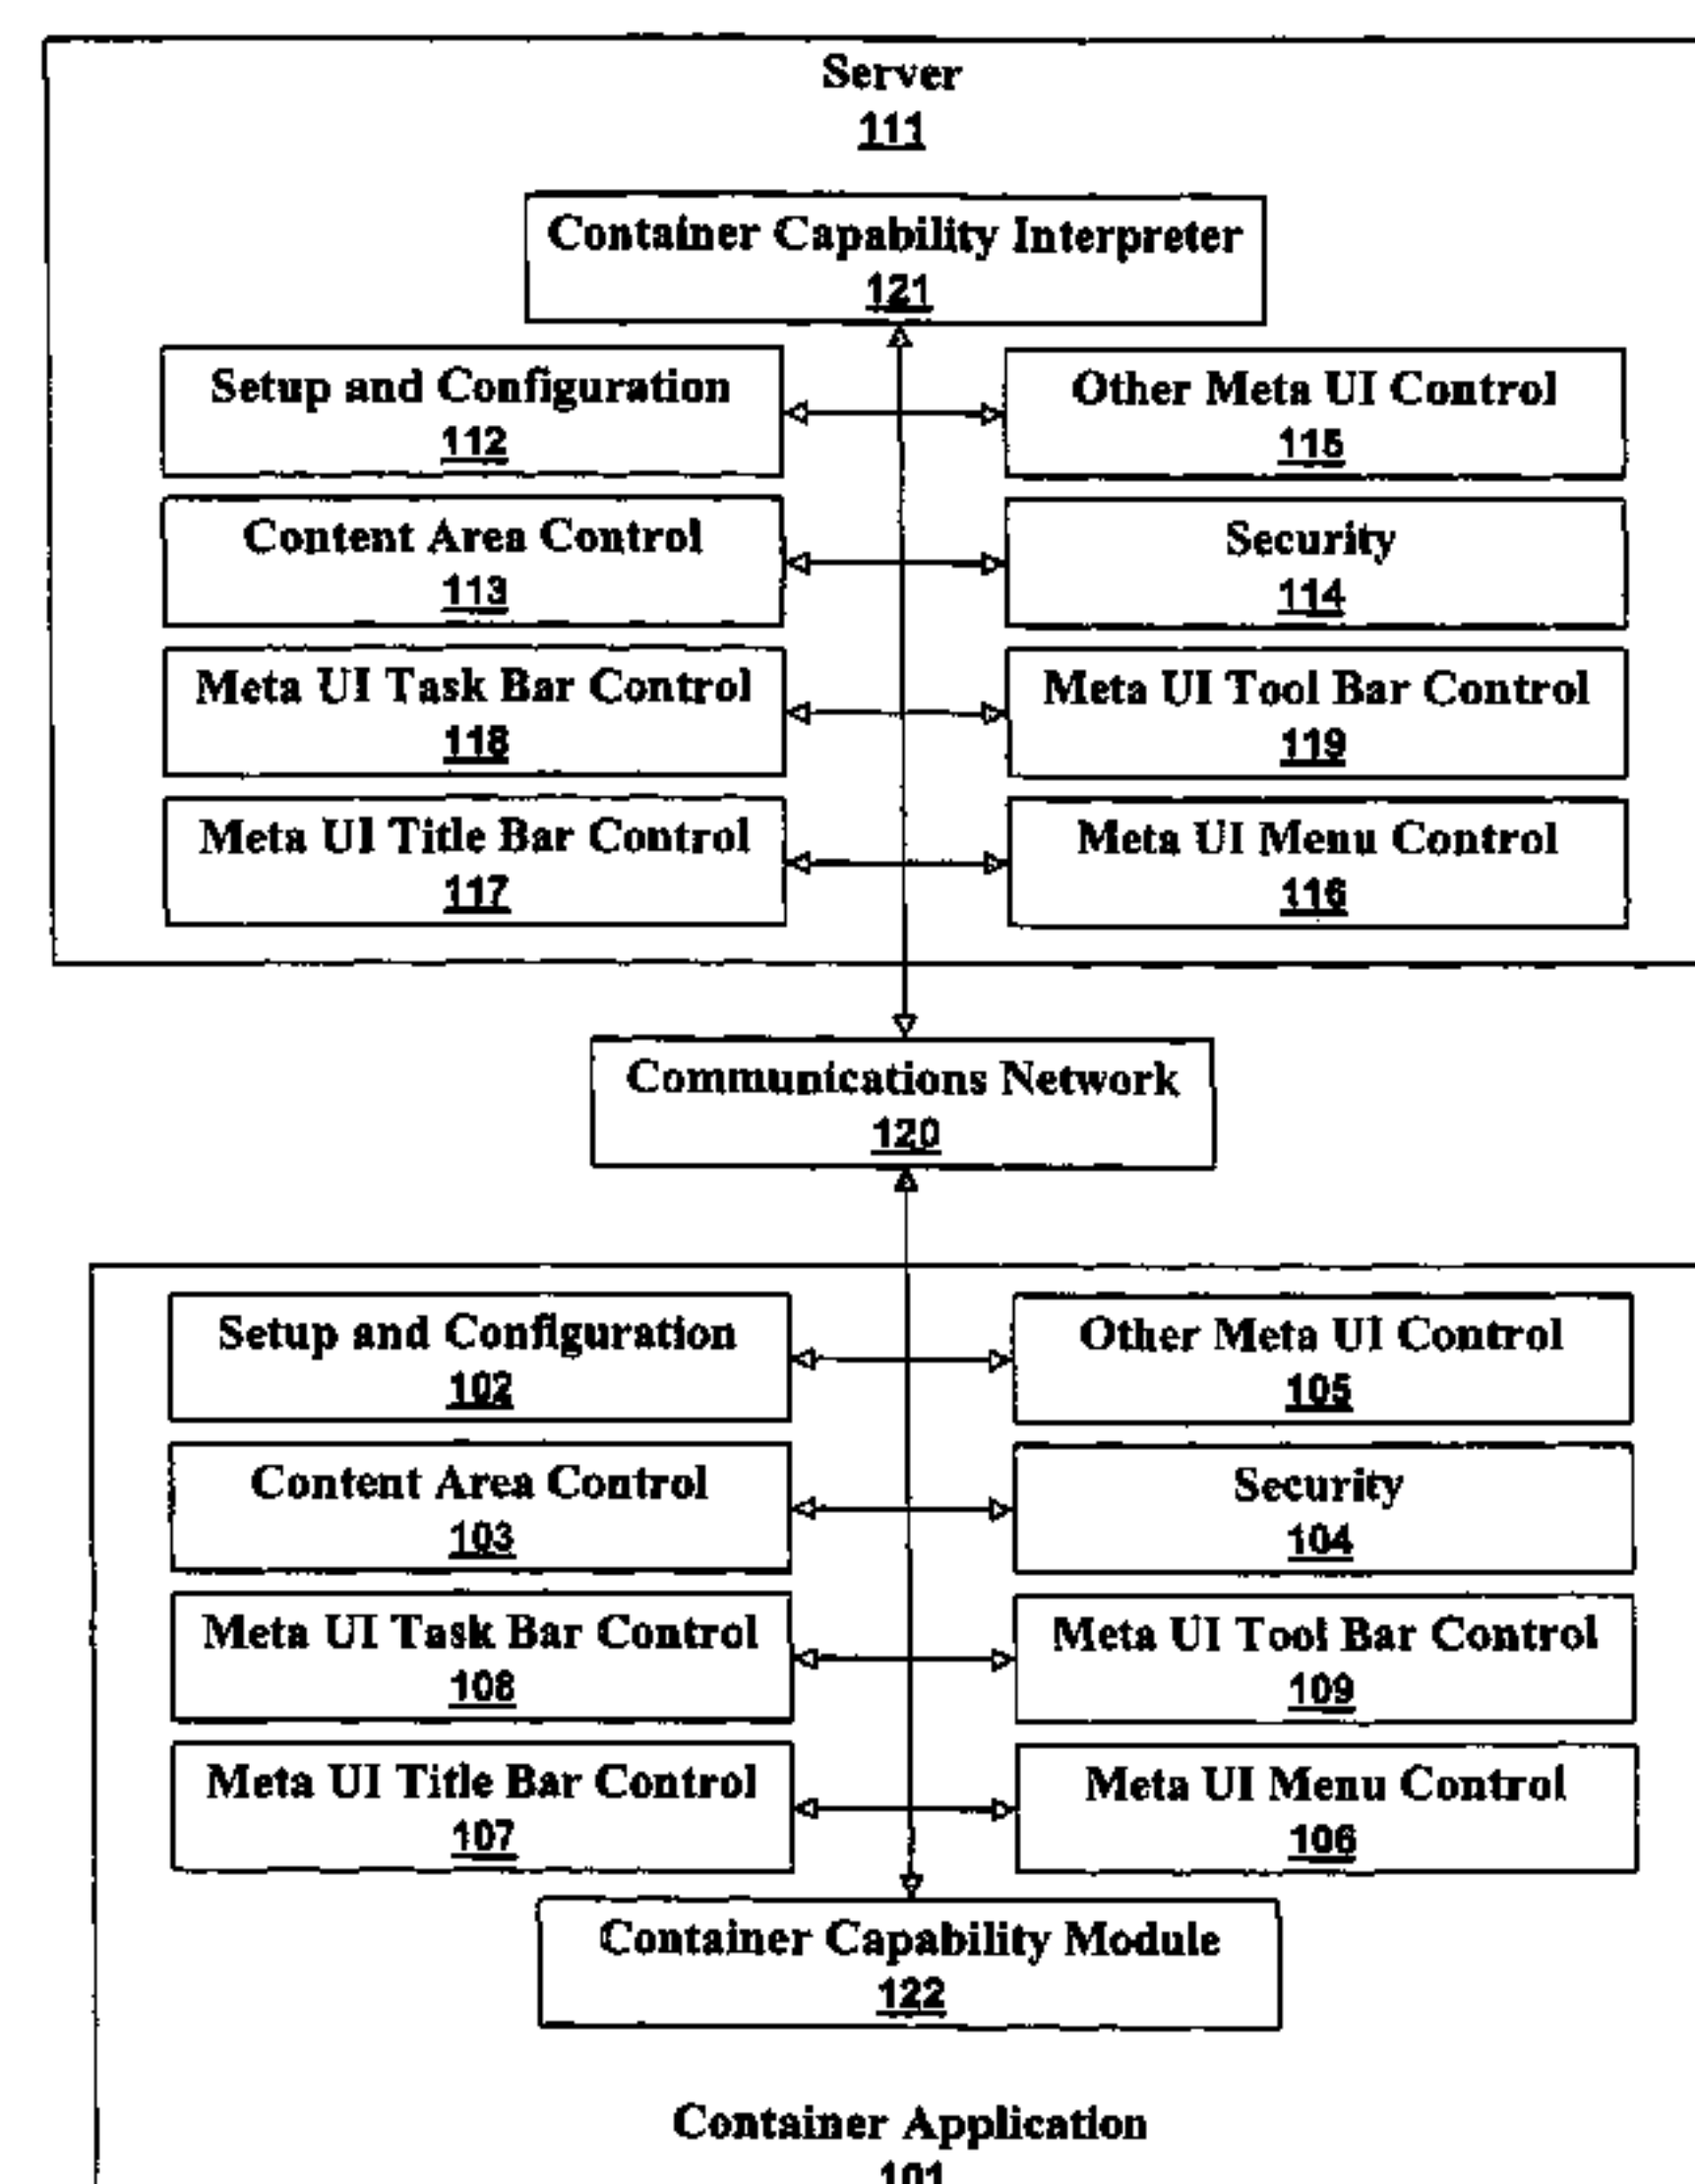 Server
111
Container Capability Interpreter
121
Setup and Configuration
112
Other Meta UI Control
115
Content Area Control
113
Security
114
Meta UI Task Bar Control
118
Meta UI Tool Bar Control
119
Meta UI Title Bar Control
117
Meta UI Menu Control
116
Communications Network
120
Setup and Configuration
102
Other Meta UI Control
105
Content Area Control
103
Security
104
Meta UI Task Bar Control
108
Meta UI Tool Bar Control
109
Meta UI Title Bar Control
107
Meta UI Menu Control
106
Container Capability Module
122
Container Application
101